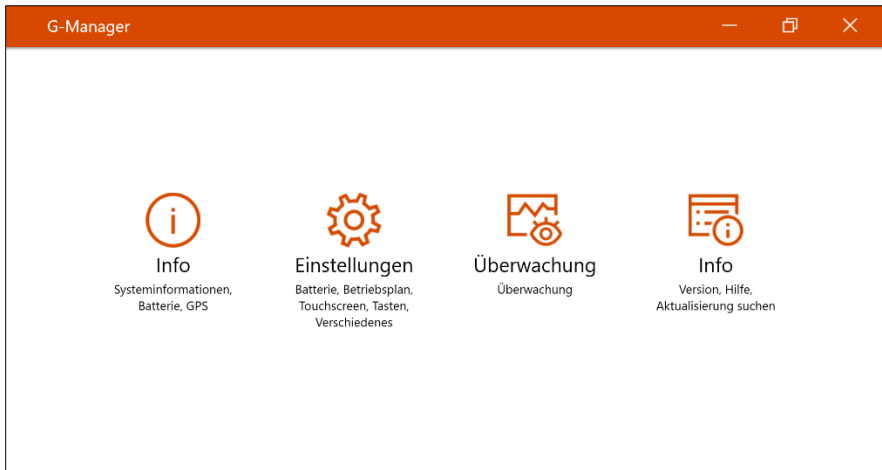 G-Manager
Info
Systeminformationen,
Batterie, GPS
Einstellungen
Batterie, Betriebsplan,
Touchscreen, Tasten,
Verschiedenes
Überwachung
Überwachung
Info
Version, Hilfe,
Aktualisierung suchen